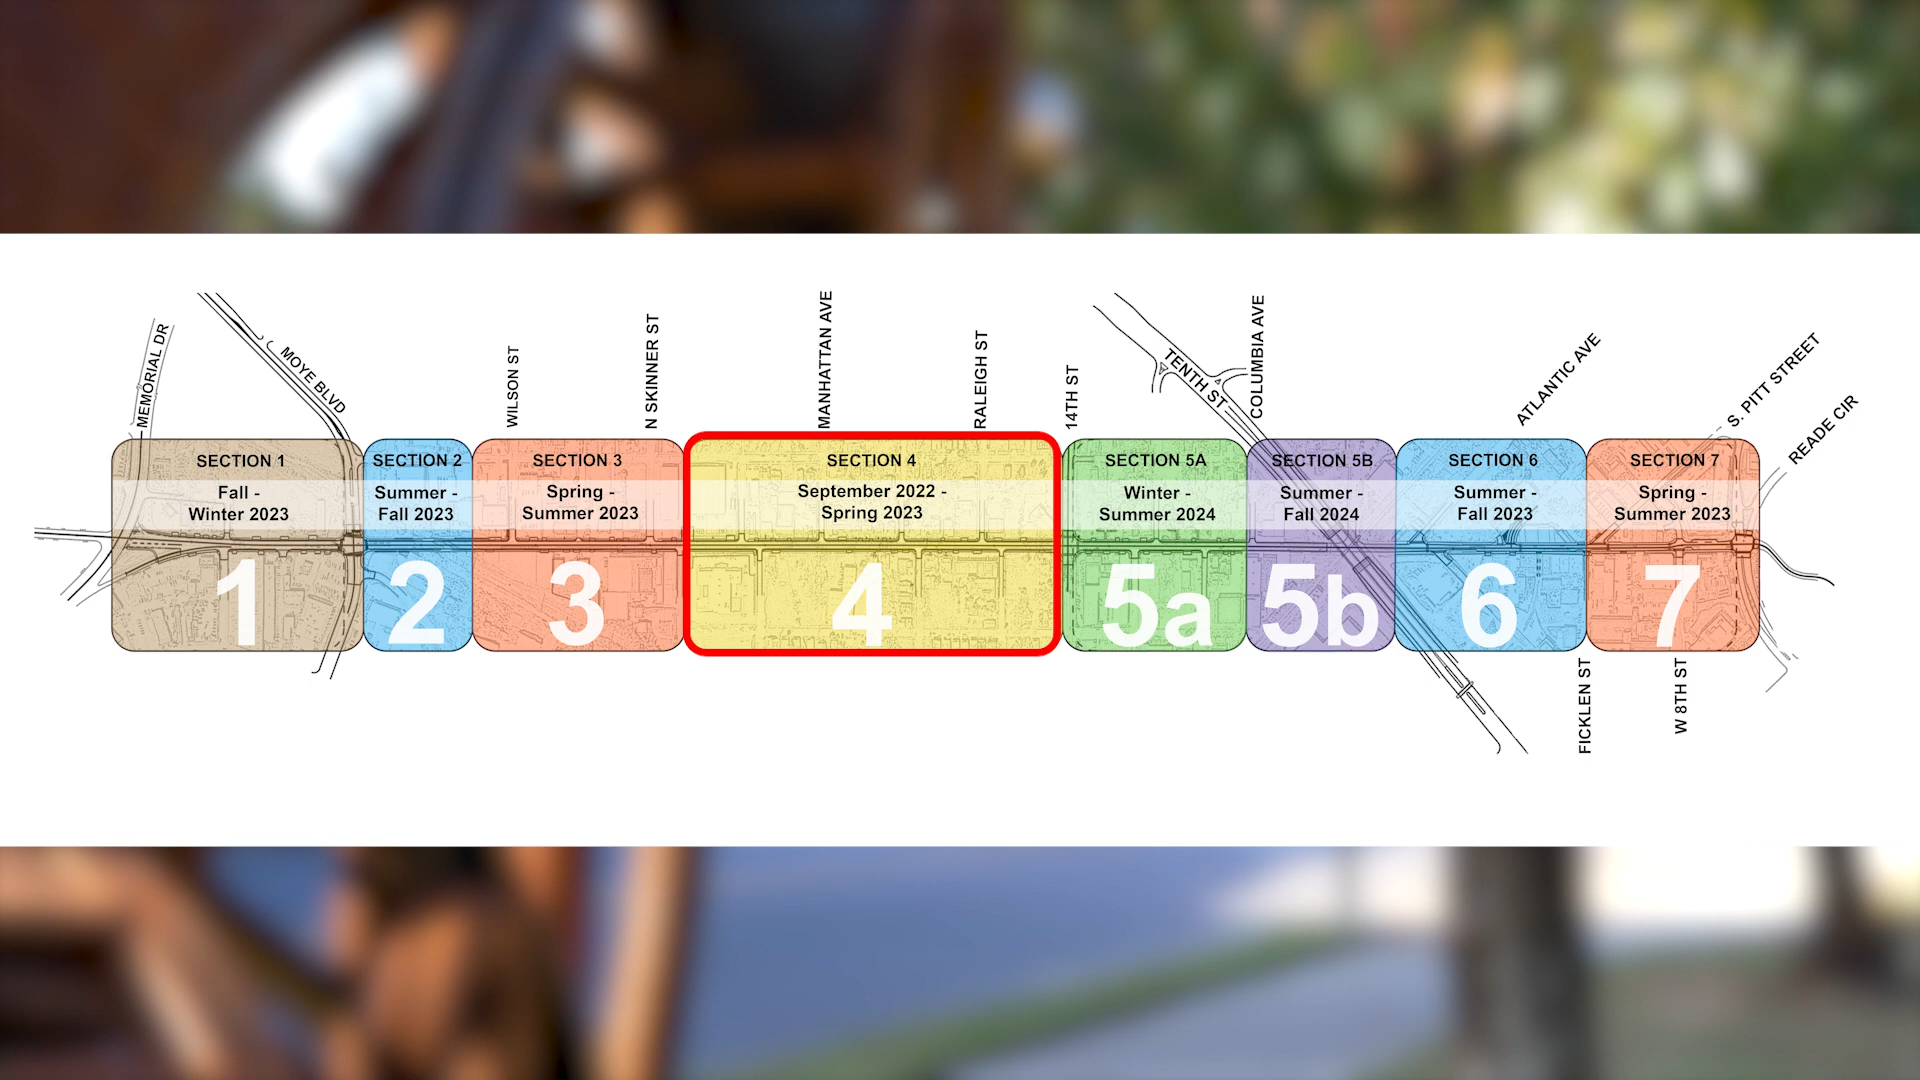 MEMORIAL DR
MOYE BLVD
WILSON ST
N SKINNER ST
MANHATTAN AVE
RALEIGH ST
14TH ST
TENTH ST
COLUMBIA AVE
ATLANTIC AVE
S. PITT STREET
READE CIR
SECTION 1
Fall -
Winter 2023
1
SECTION 2
Summer -
Fall 2023
2
SECTION 3
Spring -
Summer 2023
3
SECTION 4
September 2022 -
Spring 2023
4
SECTION 5A
Winter -
Summer 2024
5a
SECTION 5B
Summer -
Fall 2024
5b
SECTION 6
Summer -
Fall 2023
6
SECTION 7
Spring -
Summer 2023
7
FICKLEN ST
W 8TH ST